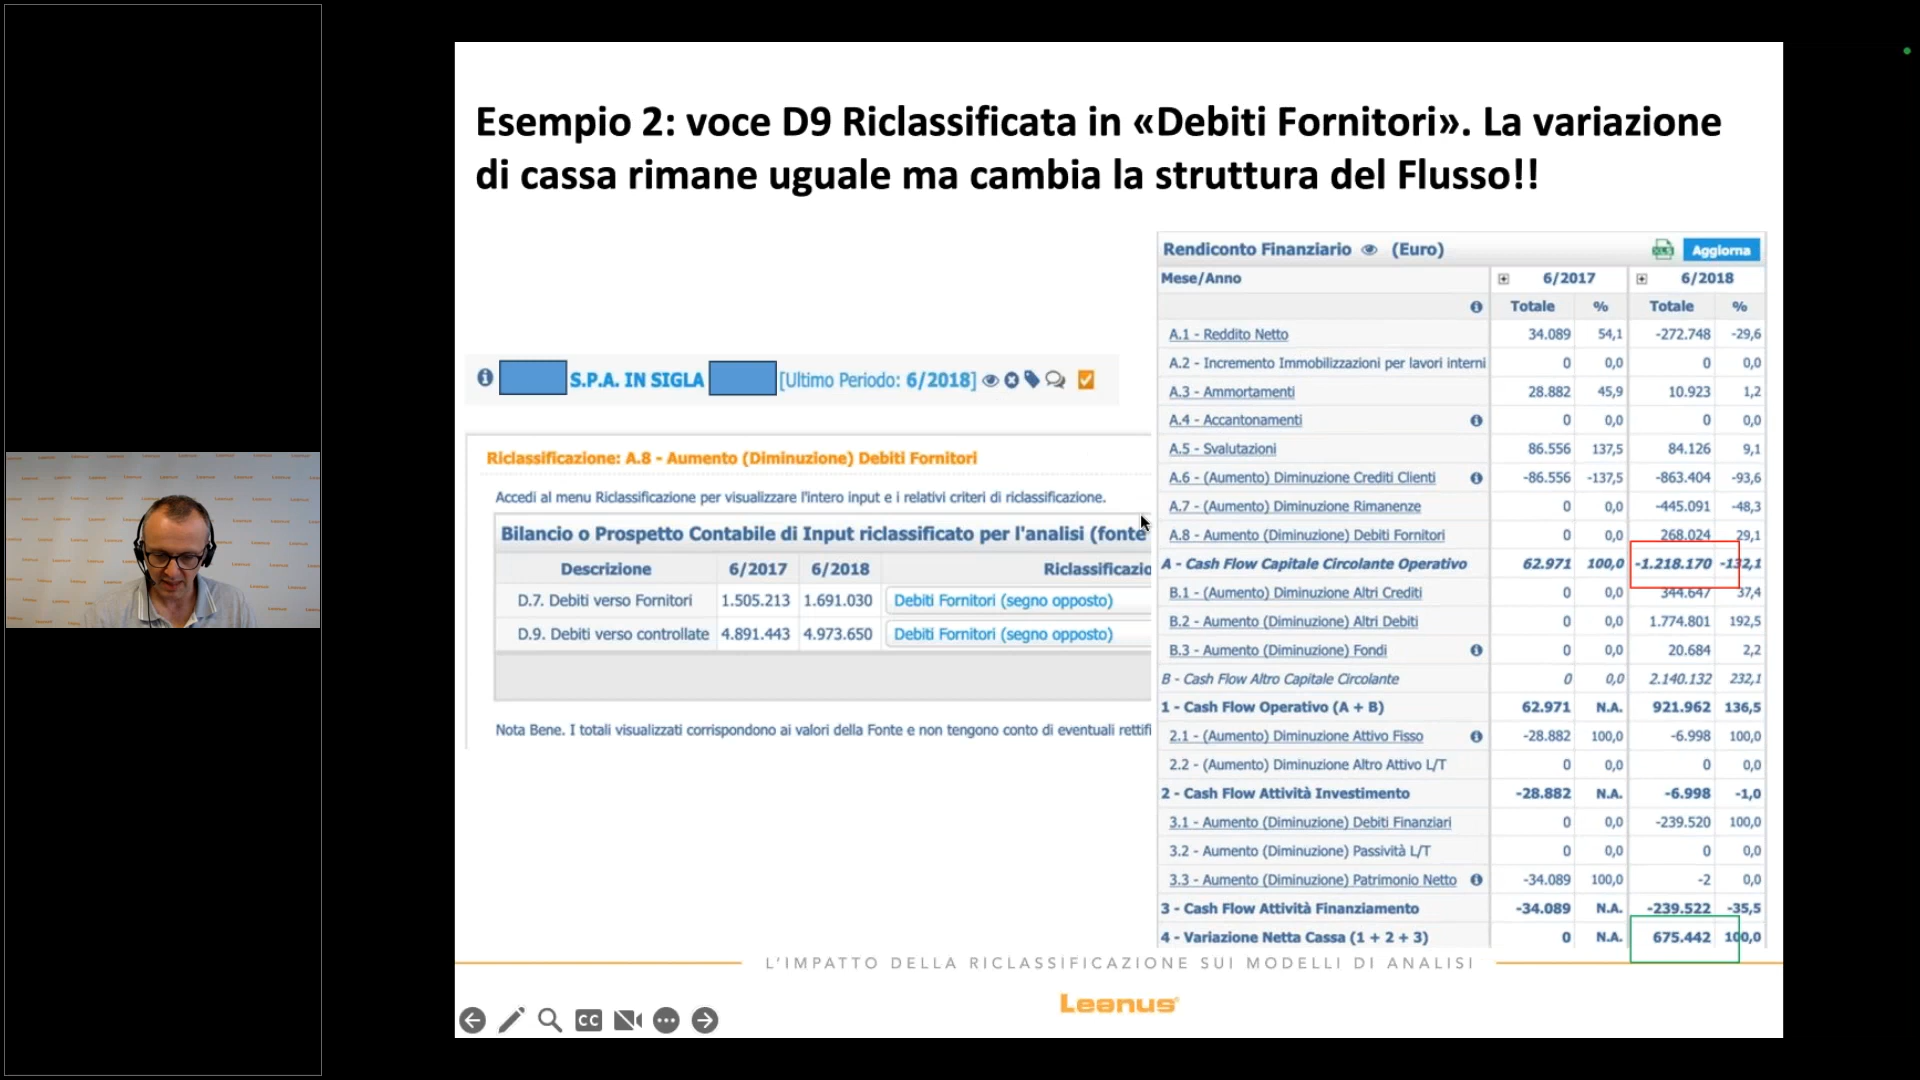 Esempio 2: voce D9 Riclassificata in «Debiti Fornitori». La variazione
di cassa rimane uguale ma cambia la struttura del Flusso!!
S.P.A. IN SIGLA [Ultimo Periodo: 6/2018]
Riclassificazione: A.8 - Aumento (Diminuzione) Debiti Fornitori
Accedi al menu Riclassificazione per visualizzare l'intero input e i relativi criteri di riclassificazione.
Bilancio o Prospetto Contabile di Input riclassificato per l'analisi (fonte
Descrizione 6/2017 6/2018 Riclassificazio
D.7. Debiti verso Fornitori 1.505.213 1.691.030 Debiti Fornitori (segno opposto)
D.9. Debiti verso controllate 4.891.443 4.973.650 Debiti Fornitori (segno opposto)
Nota Bene. I totali visualizzati corrispondono ai valori della Fonte e non tengono conto di eventuali rettifi
Rendiconto Finanziario (Euro) XLS Aggiorna
Mese/Anno 6/2017 6/2018
Totale % Totale %
A.1 - Reddito Netto 34.089 54,1 -272.748 -29,6
A.2 - Incremento Immobilizzazioni per lavori interni 0 0,0 0 0,0
A.3 - Ammortamenti 28.882 45,9 10.923 1,2
A.4 - Accantonamenti 0 0,0 0 0,0
A.5 - Svalutazioni 86.556 137,5 84.126 9,1
A.6 - (Aumento) Diminuzione Crediti Clienti -86.556 -137,5 -863.404 -93,6
A.7 - (Aumento) Diminuzione Rimanenze 0 0,0 -445.091 -48,3
A.8 - Aumento (Diminuzione) Debiti Fornitori 0 0,0 268.024 29,1
A - Cash Flow Capitale Circolante Operativo 62.971 100,0 -1.218.170 -132,1
B.1 - (Aumento) Diminuzione Altri Crediti 0 0,0 344.647 37,4
B.2 - Aumento (Diminuzione) Altri Debiti 0 0,0 1.774.801 192,5
B.3 - Aumento (Diminuzione) Fondi 0 0,0 20.684 2,2
B - Cash Flow Altro Capitale Circolante 0 0,0 2.140.132 232,1
1 - Cash Flow Operativo (A + B) 62.971 N.A. 921.962 136,5
2.1 - (Aumento) Diminuzione Attivo Fisso -28.882 100,0 -6.998 100,0
2.2 - (Aumento) Diminuzione Altro Attivo L/T 0 0,0 0 0,0
2 - Cash Flow Attività Investimento -28.882 N.A. -6.998 -1,0
3.1 - Aumento (Diminuzione) Debiti Finanziari 0 0,0 -239.520 100,0
3.2 - Aumento (Diminuzione) Passività L/T 0 0,0 0 0,0
3.3 - Aumento (Diminuzione) Patrimonio Netto -34.089 100,0 -2 0,0
3 - Cash Flow Attività Finanziamento -34.089 N.A. -239.522 -35,5
4 - Variazione Netta Cassa (1 + 2 + 3) 0 N.A. 675.442 100,0
L'IMPATTO DELLA RICLASSIFICAZIONE SUI MODELLI DI ANALISI
Leanus
CC